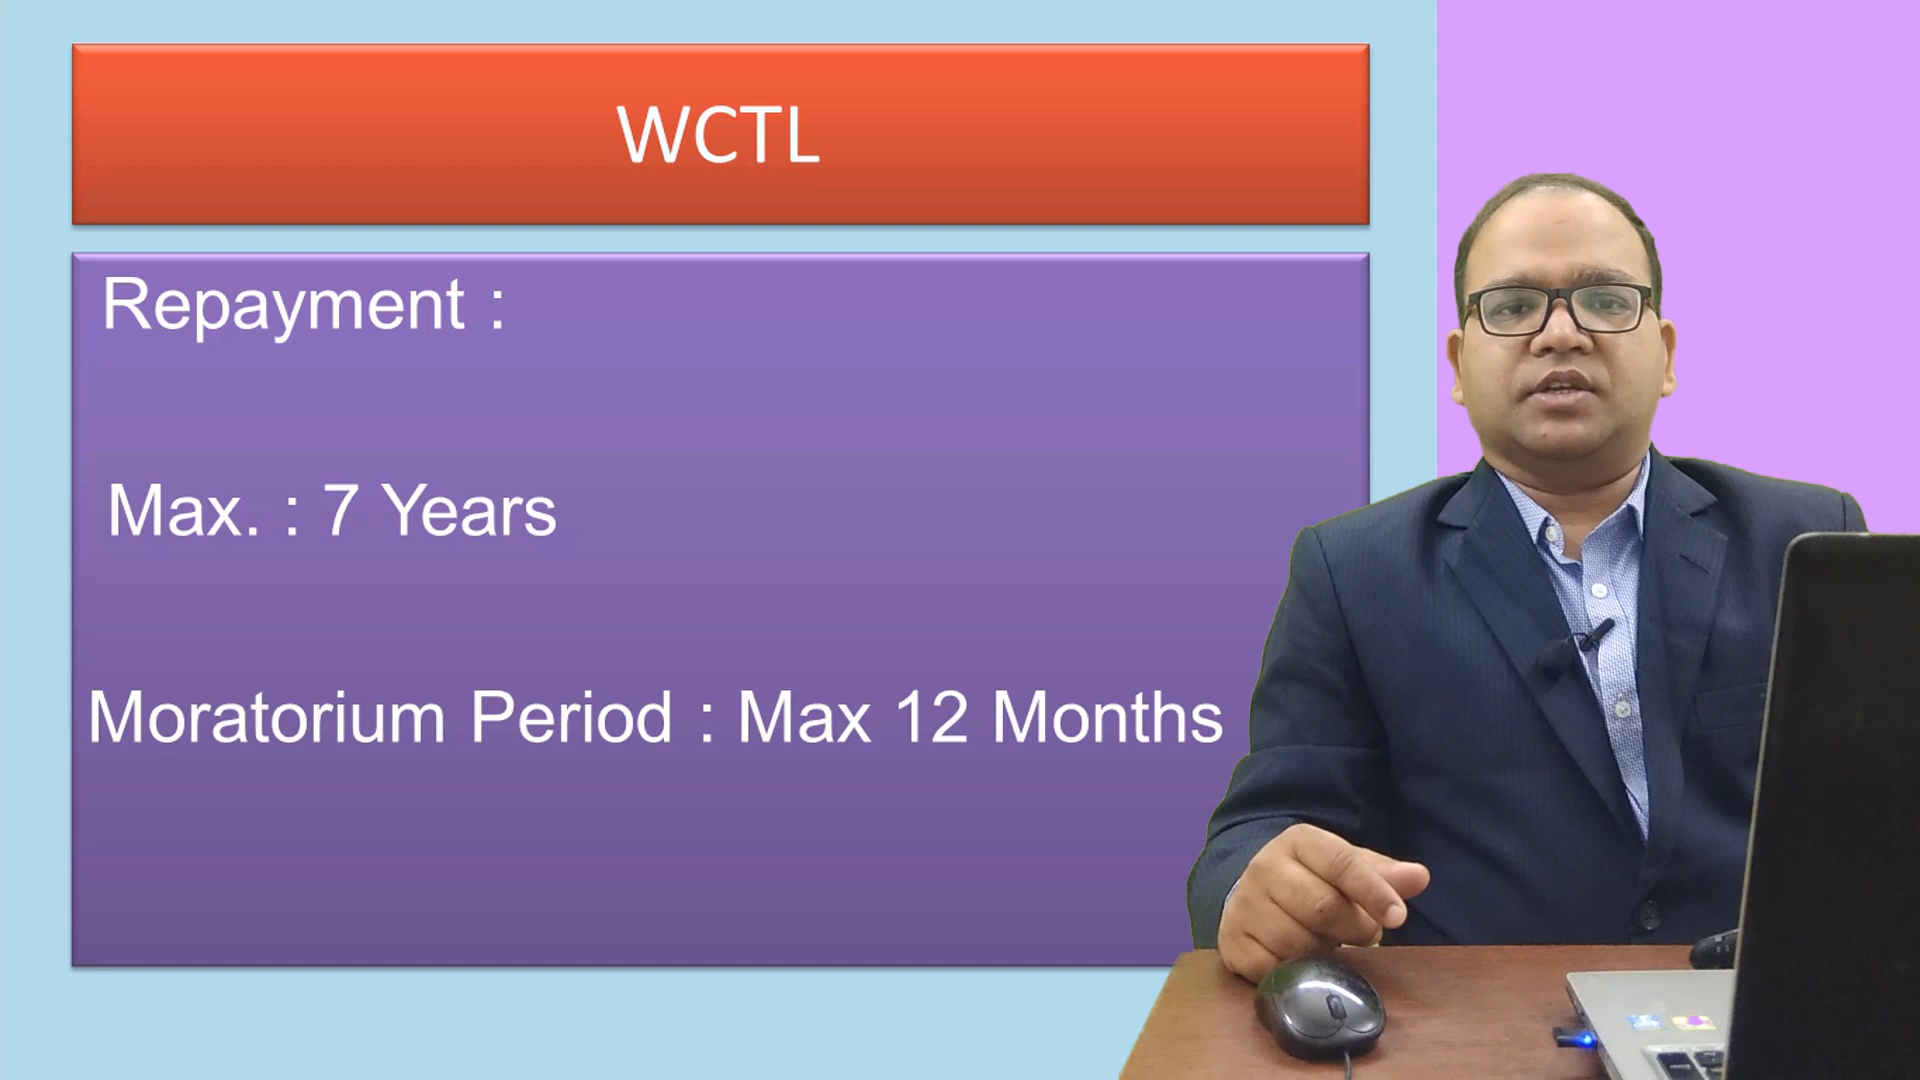 WCTL
Repayment :
Max. : 7 Years
Moratorium Period : Max 12 Months